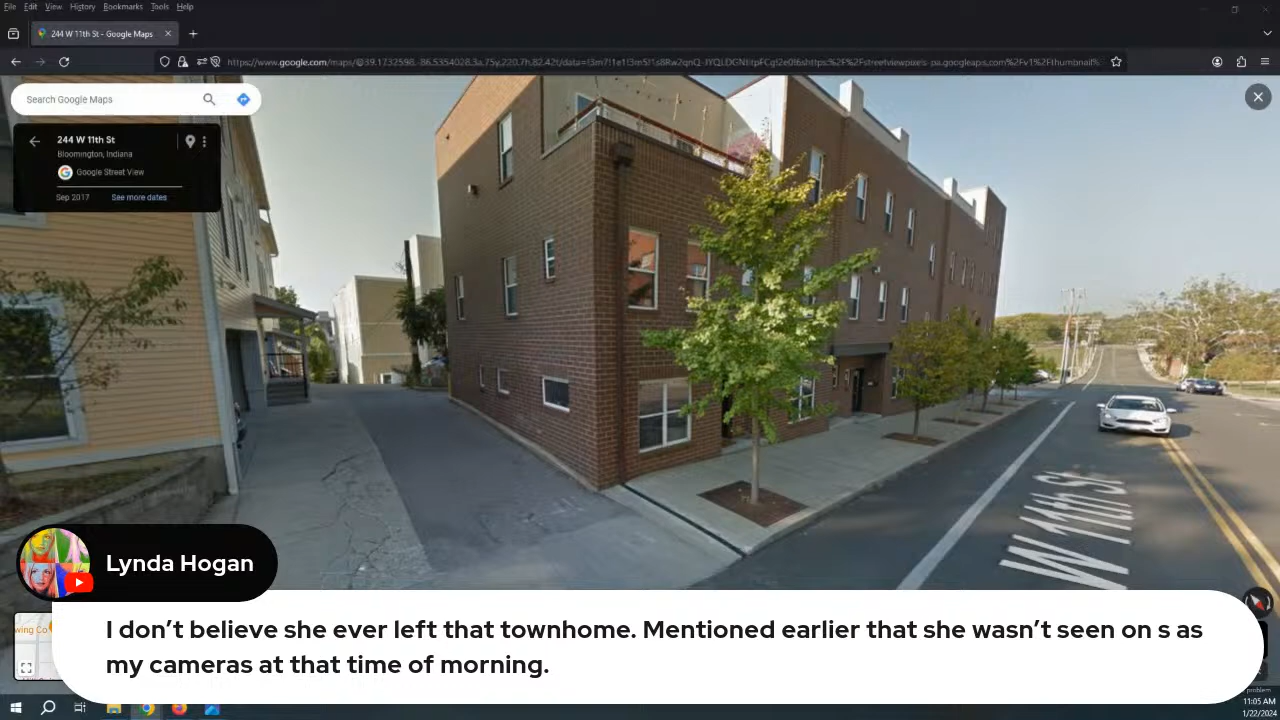 File Edit View History Bookmarks Tools Help
244 W 11th St - Google Maps
Search Google Maps
244 W 11th St
Bloomington, Indiana
Google Street View
Sep 2017 See more dates
W 11th St
Lynda Hogan
I don't believe she ever left that townhome. Mentioned earlier that she wasn't seen on s as
my cameras at that time of morning.
wing Co
problem
11:05 AM
1/22/2024